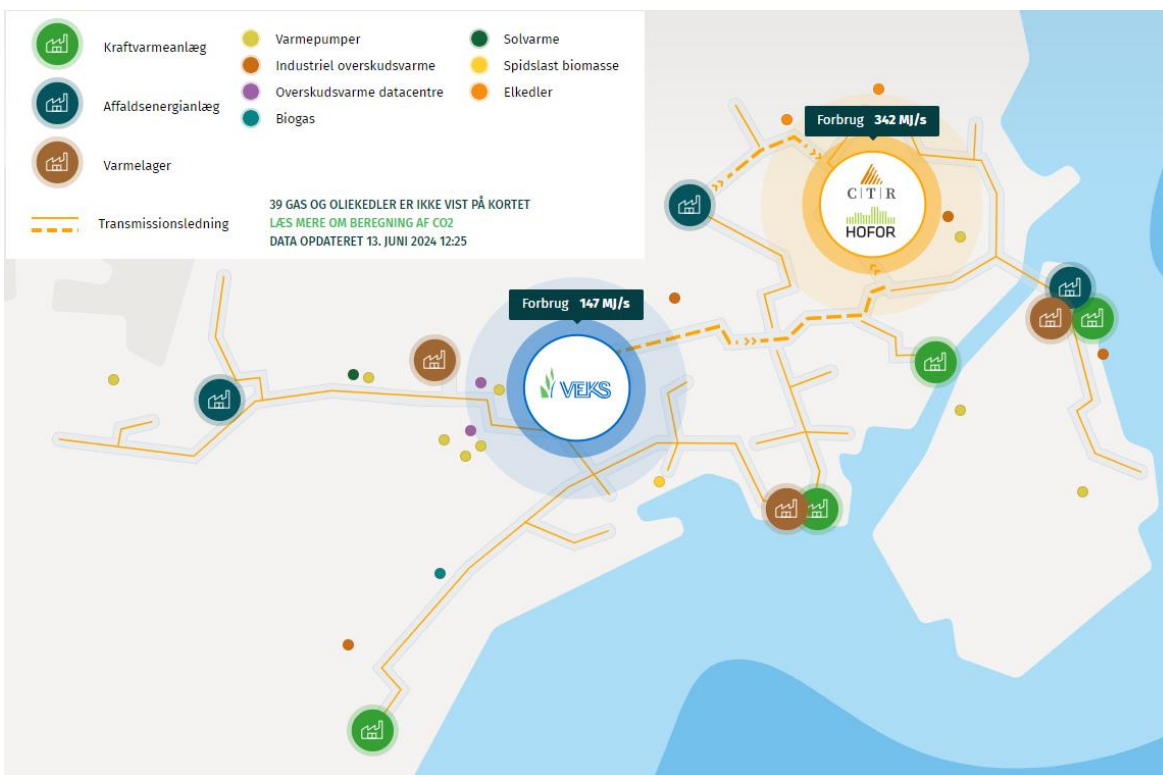 Kraftvarmeanlæg
Affaldsenergianlæg
Varmelager
Transmissionsledning
Varmepumper
Industriel overskudsvarme
Overskudsvarme datacentre
Biogas
Solvarme
Spidslast biomasse
Elkedler
39 GAS OG OLIEKEDLER ER IKKE VIST PÅ KORTET
LÆS MERE OM BEREGNING AF CO2
DATA OPDATERET 13. JUNI 2024 12:25
Forbrug 342 MJ/s
C|T|R
HOFOR
Forbrug 147 MJ/s
VEKS